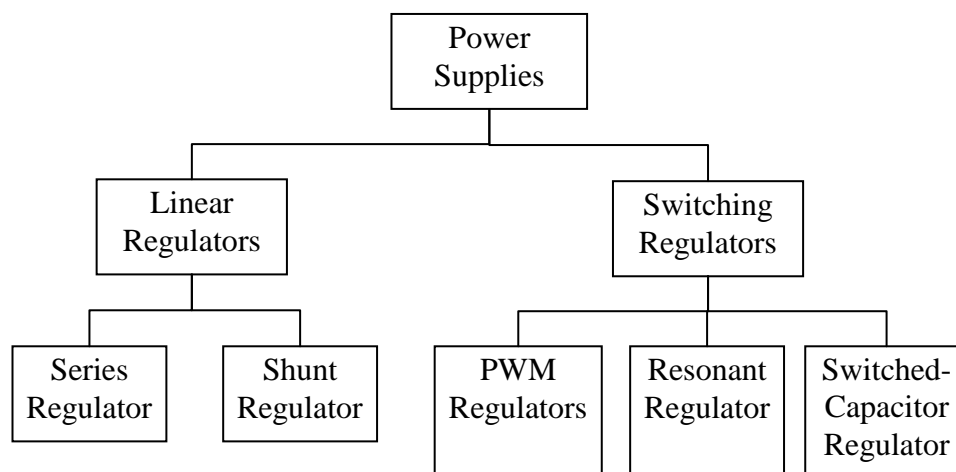 Power
Supplies
Linear
Regulators
Switching
Regulators
Series
Regulator
Shunt
Regulator
PWM
Regulators
Resonant
Regulator
Switched-
Capacitor
Regulator